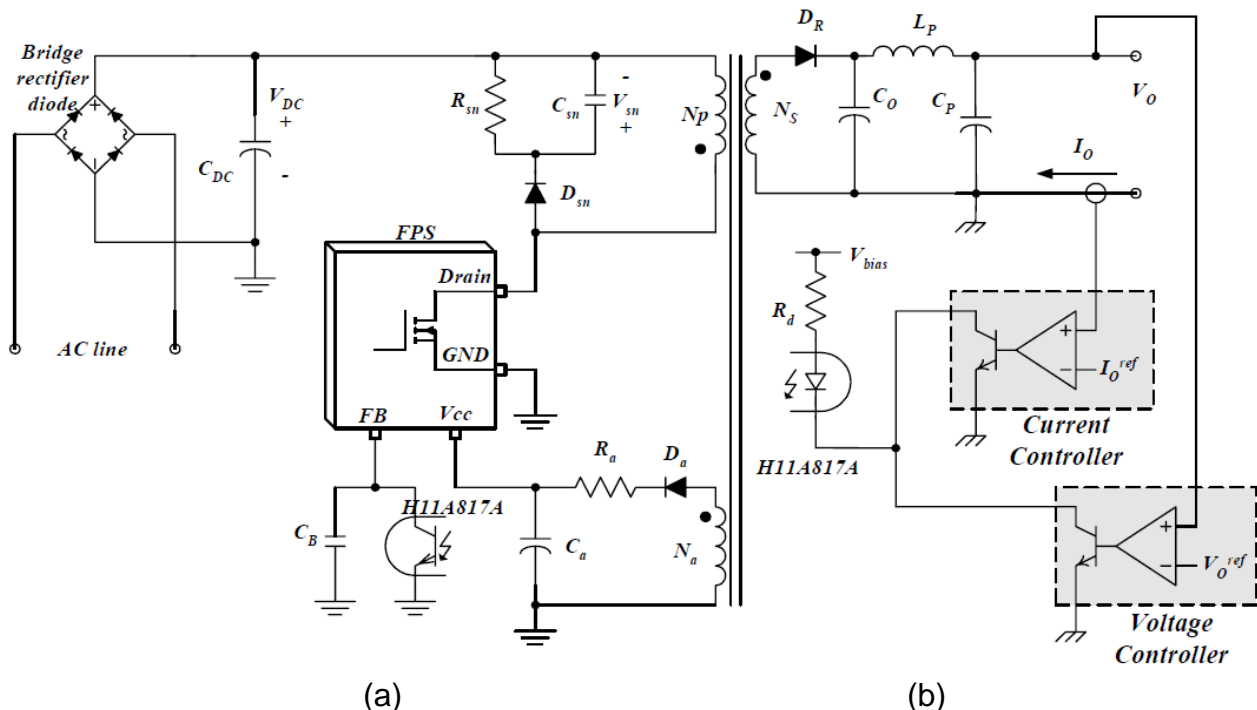 Bridge
rectifier
diode
+
-
V_DC
+
C_DC
-
AC line
R_sn
C_sn
-
V_sn
+
D_sn
Np
N_S
D_R
L_P
C_O
C_P
V_O
I_O
FPS
Drain
GND
FB
Vcc
H11A817A
C_B
R_a
D_a
C_a
N_a
V_bias
R_d
H11A817A
+
-
I_O^ref
Current
Controller
+
-
V_O^ref
Voltage
Controller
(a)
(b)